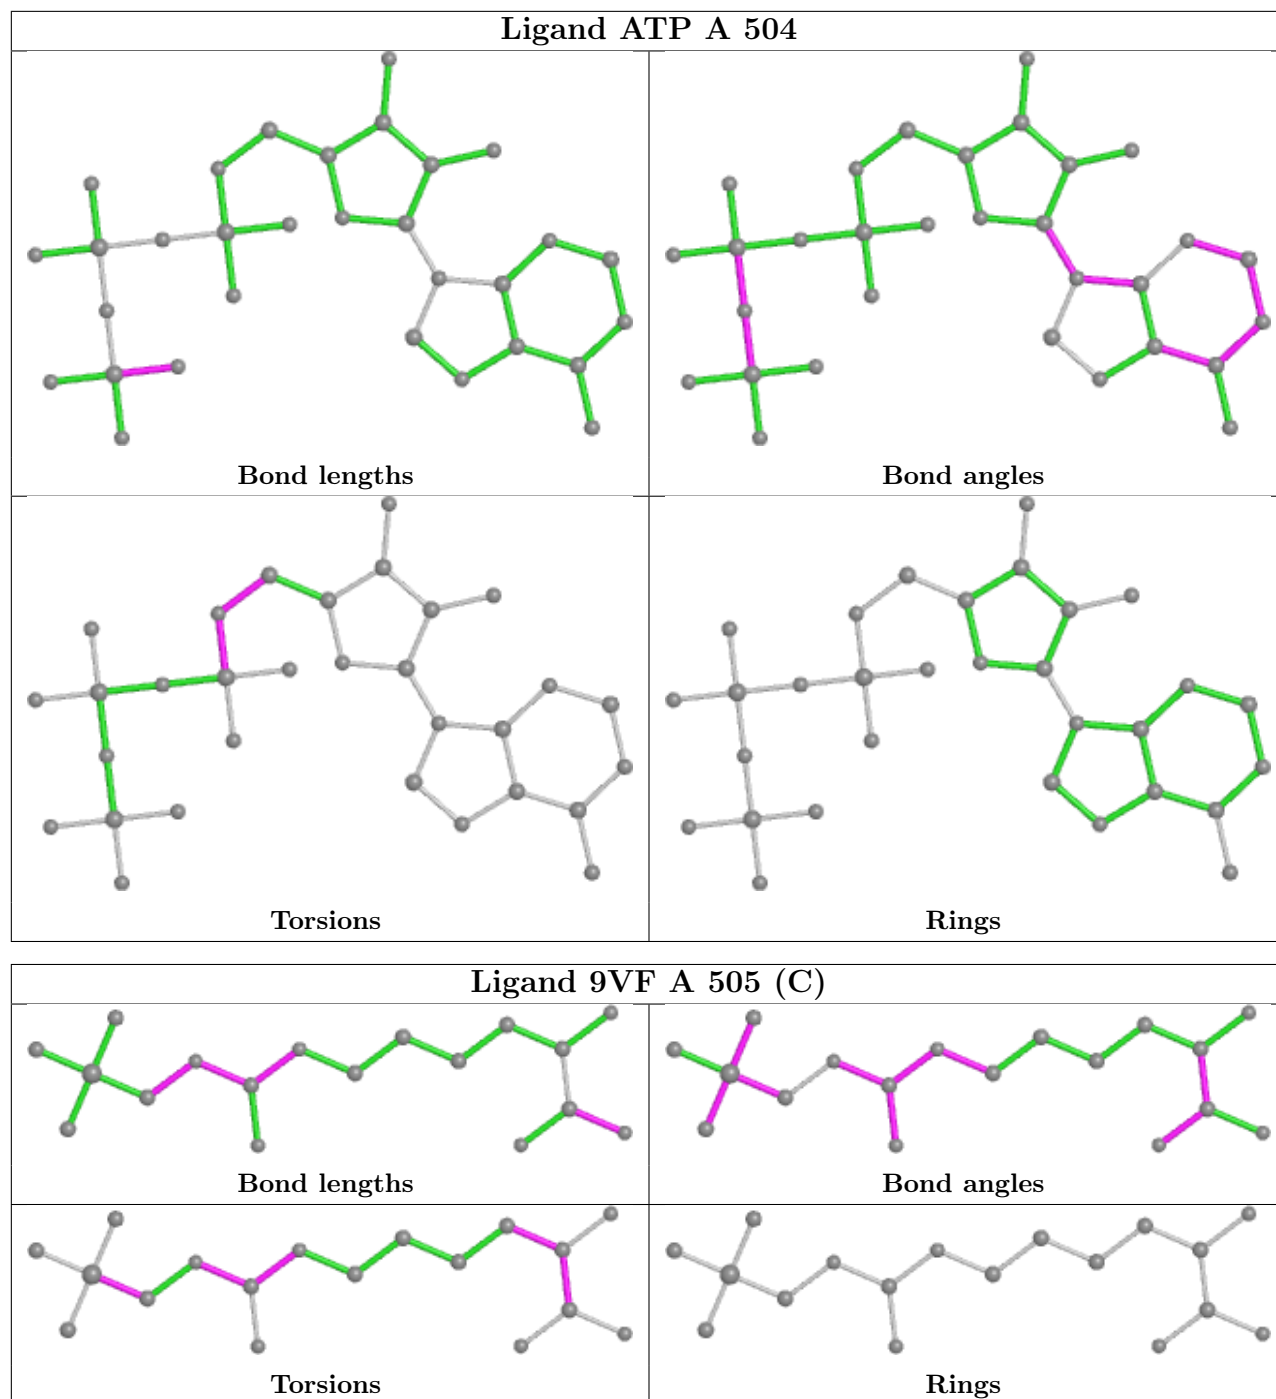 Ligand ATP A 504
Bond lengths
Bond angles
Torsions
Rings
Ligand 9VF A 505 (C)
Bond lengths
Bond angles
Torsions
Rings